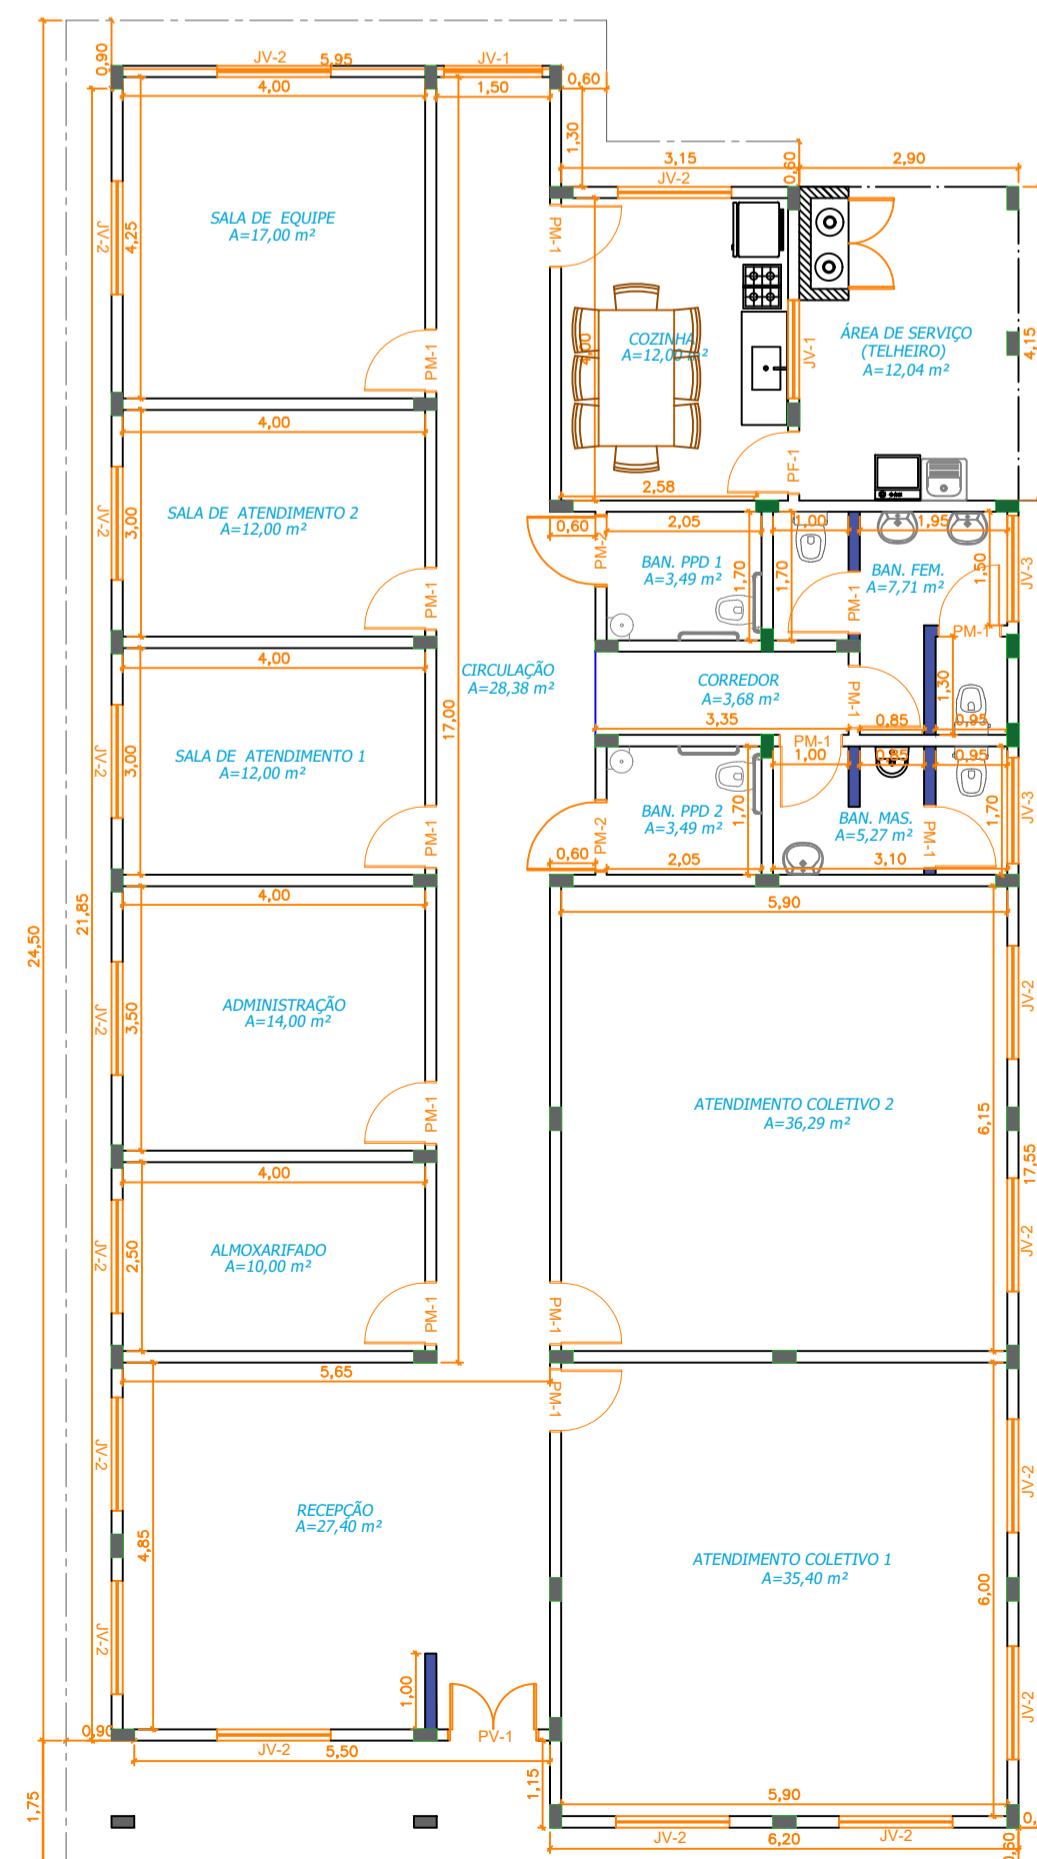 JV-2
5,95
JV-1
0,90
4,00
1,50
0,60
1,30
3,15
0,60
2,90
JV-2
SALA DE EQUIPE
A=17,00 m²
JV-2
4,25
PM-1
PM-1
COZINHA
A=12,00 m²
4,00
JV-1
ÁREA DE SERVIÇO
(TELHEIRO)
A=12,04 m²
4,15
PF-1
2,58
4,00
SALA DE ATENDIMENTO 2
A=12,00 m²
JV-2
3,00
PM-1
0,60
PM-2
2,05
1,00
1,95
BAN. PPD 1
A=3,49 m²
1,70
1,70
BAN. FEM.
A=7,71 m²
1,50
JV-3
PM-1
PM-1
4,00
CIRCULAÇÃO
A=28,38 m²
17,00
CORREDOR
A=3,68 m²
3,35
PM-1
1,30
0,85
0,95
SALA DE ATENDIMENTO 1
A=12,00 m²
JV-2
3,00
PM-1
PM-1
1,00
0,85
0,95
BAN. PPD 2
A=3,49 m²
1,70
BAN. MAS.
A=5,27 m²
PM-1
1,70
JV-3
PM-2
0,60
2,05
3,10
4,00
5,90
24,50
21,85
JV-2
3,50
ADMINISTRAÇÃO
A=14,00 m²
PM-1
JV-2
ATENDIMENTO COLETIVO 2
A=36,29 m²
6,15
17,55
4,00
ALMOXARIFADO
A=10,00 m²
JV-2
2,50
PM-1
PM-1
JV-2
5,65
PM-1
JV-2
JV-2
RECEPÇÃO
A=27,40 m²
4,85
ATENDIMENTO COLETIVO 1
A=35,40 m²
6,00
JV-2
1,00
JV-2
0,90
JV-2
5,50
PV-1
1,15
1,75
5,90
JV-2
6,20
JV-2
0,60